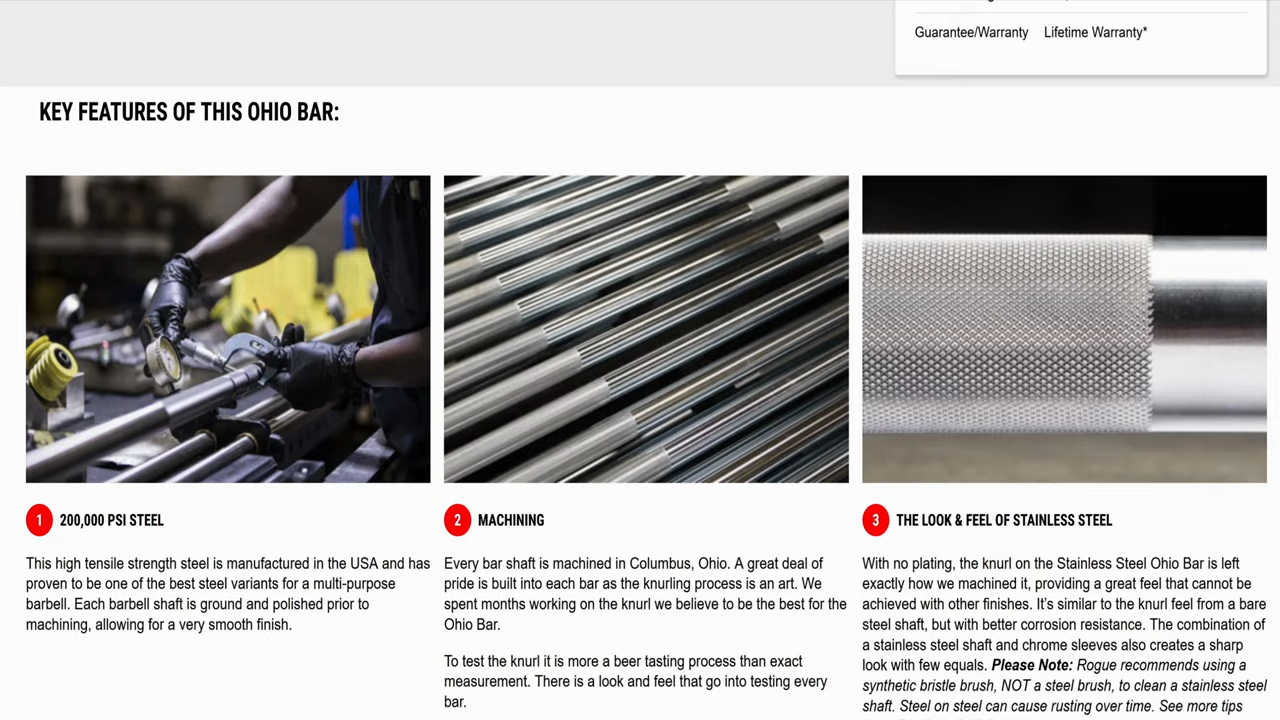 Guarantee/Warranty Lifetime Warranty*
KEY FEATURES OF THIS OHIO BAR:
1 200,000 PSI STEEL
This high tensile strength steel is manufactured in the USA and has
proven to be one of the best steel variants for a multi-purpose
barbell. Each barbell shaft is ground and polished prior to
machining, allowing for a very smooth finish.
2 MACHINING
Every bar shaft is machined in Columbus, Ohio. A great deal of
pride is built into each bar as the knurling process is an art. We
spent months working on the knurl we believe to be the best for the
Ohio Bar.
To test the knurl it is more a beer tasting process than exact
measurement. There is a look and feel that go into testing every
bar.
3 THE LOOK & FEEL OF STAINLESS STEEL
With no plating, the knurl on the Stainless Steel Ohio Bar is left
exactly how we machined it, providing a great feel that cannot be
achieved with other finishes. It’s similar to the knurl feel from a bare
steel shaft, but with better corrosion resistance. The combination of
a stainless steel shaft and chrome sleeves also creates a sharp
look with few equals. Please Note: Rogue recommends using a
synthetic bristle brush, NOT a steel brush, to clean a stainless steel
shaft. Steel on steel can cause rusting over time. See more tips